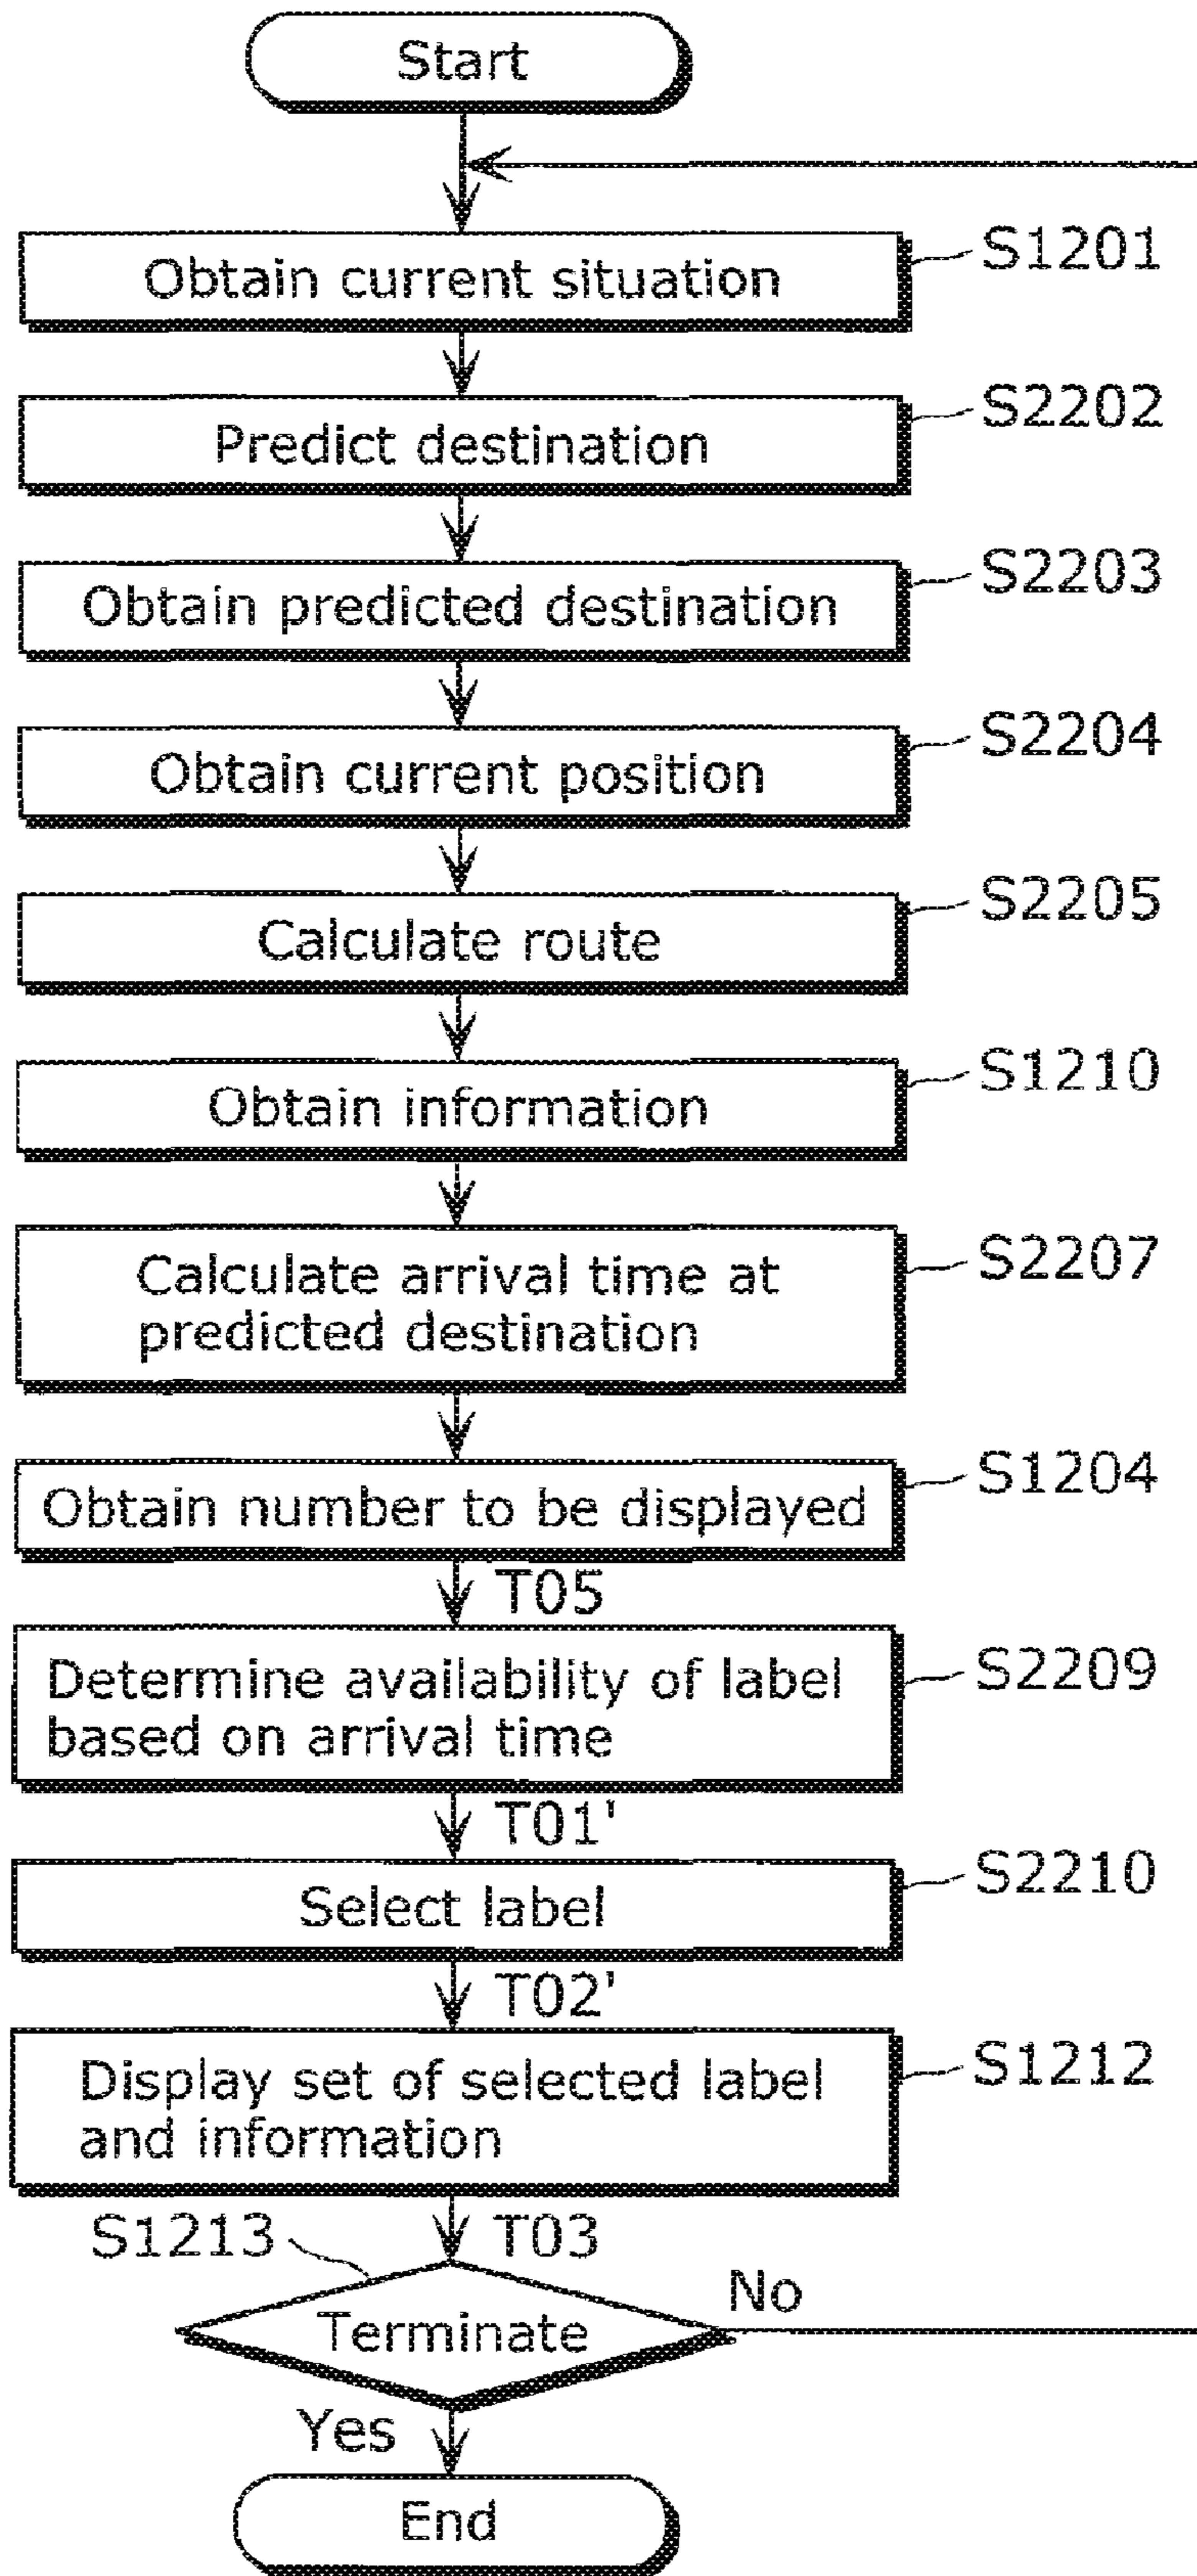 Start
Obtain current situation
S1201
Predict destination
S2202
Obtain predicted destination
S2203
Obtain current position
S2204
Calculate route
S2205
Obtain information
S1210
Calculate arrival time at
predicted destination
S2207
Obtain number to be displayed
S1204
T05
Determine availability of label
based on arrival time
S2209
T01'
Select label
S2210
T02'
Display set of selected label
and information
S1212
S1213
T03
Terminate
No
Yes
End